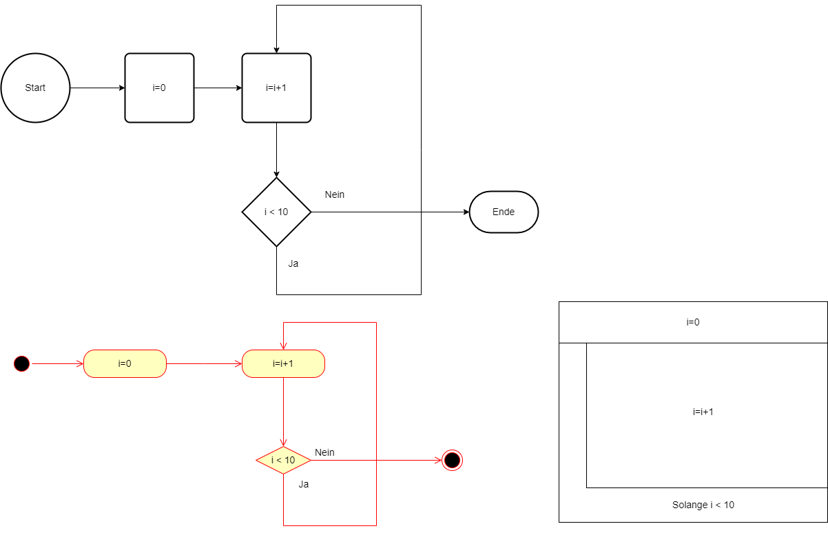 Start
i=0
i=i+1
i < 10
Nein
Ja
Ende
i=0
i=i+1
i < 10
Nein
Ja
i=0
i=i+1
Solange i < 10